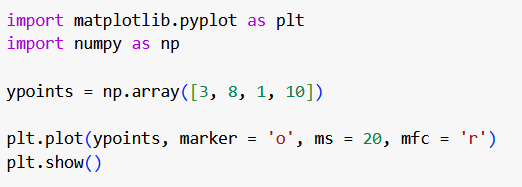 import matplotlib.pyplot as plt
import numpy as np
ypoints = np.array([3, 8, 1, 10])
plt.plot(ypoints, marker = 'o', ms = 20, mfc = 'r')
plt.show()